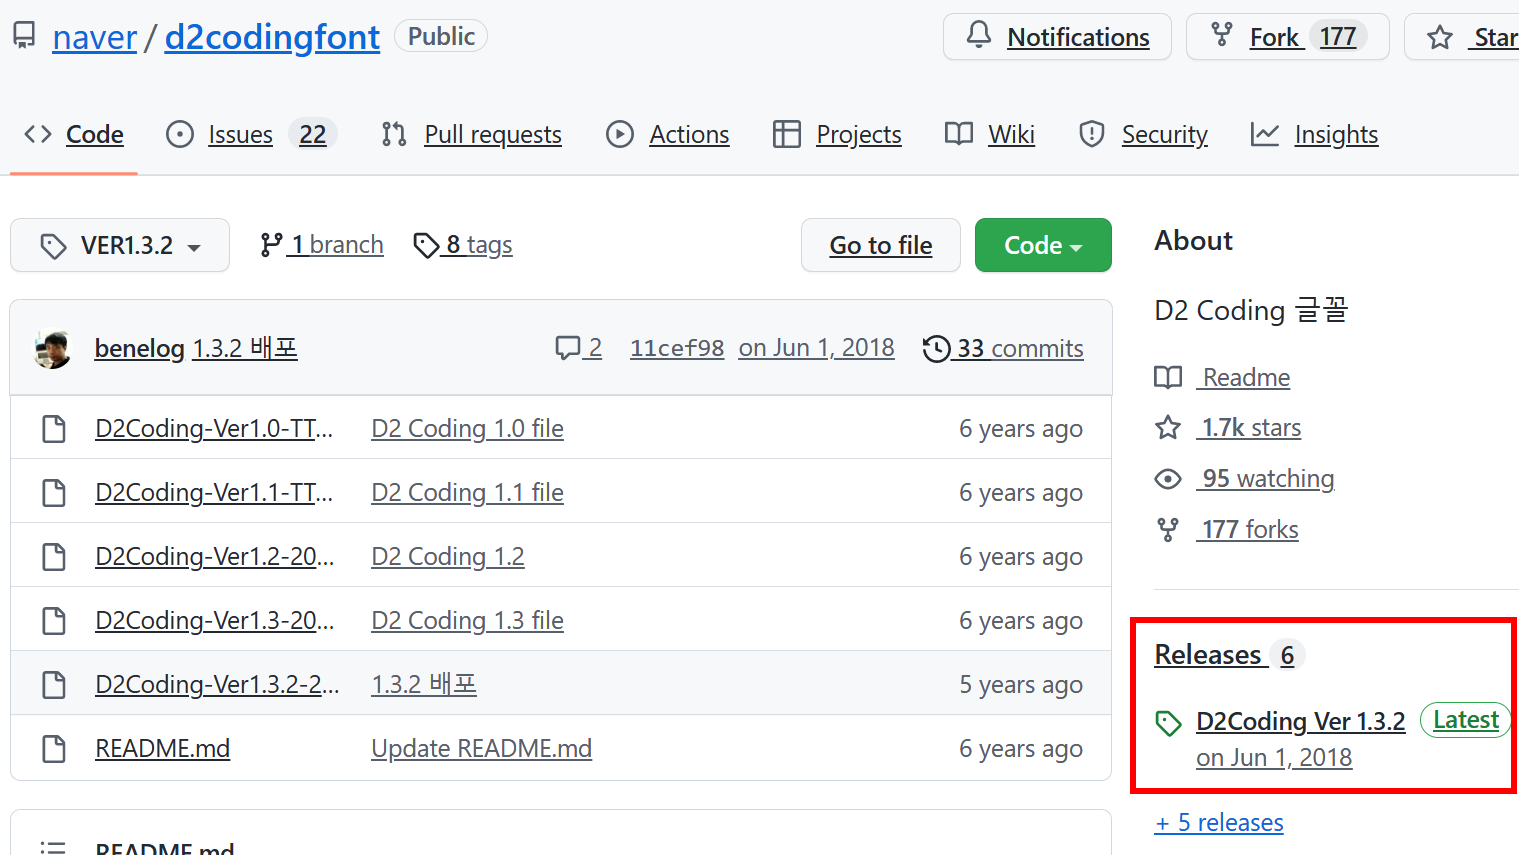 naver / d2codingfont Public Notifications Fork 177 Star
Code Issues 22 Pull requests Actions Projects Wiki Security Insights
VER1.3.2 1 branch 8 tags Go to file Code
benelog 1.3.2 배포 2 11cef98 on Jun 1, 2018 33 commits
D2Coding-Ver1.0-TT... D2 Coding 1.0 file 6 years ago
D2Coding-Ver1.1-TT... D2 Coding 1.1 file 6 years ago
D2Coding-Ver1.2-20... D2 Coding 1.2 6 years ago
D2Coding-Ver1.3-20... D2 Coding 1.3 file 6 years ago
D2Coding-Ver1.3.2-2... 1.3.2 배포 5 years ago
README.md Update README.md 6 years ago
README.md
About
D2 Coding 글꼴
Readme
1.7k stars
95 watching
177 forks
Releases 6
D2Coding Ver 1.3.2 Latest
on Jun 1, 2018
+ 5 releases